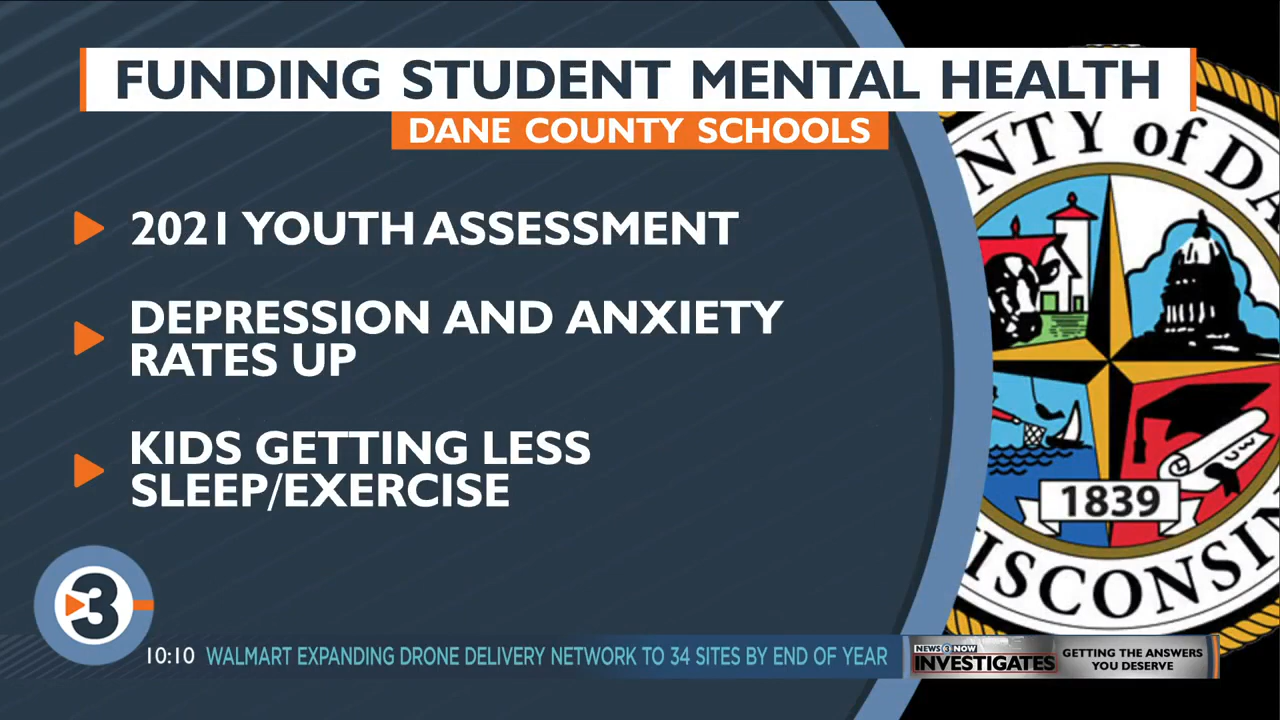 FUNDING STUDENT MENTAL HEALTH
DANE COUNTY SCHOOLS
2021 YOUTH ASSESSMENT
DEPRESSION AND ANXIETY
RATES UP
KIDS GETTING LESS
SLEEP/EXERCISE
NTY of DA
UW
1839
ISCONSIN
3
10:10 WALMART EXPANDING DRONE DELIVERY NETWORK TO 34 SITES BY END OF YEAR
NEWS 3 NOW
INVESTIGATES
GETTING THE ANSWERS
YOU DESERVE